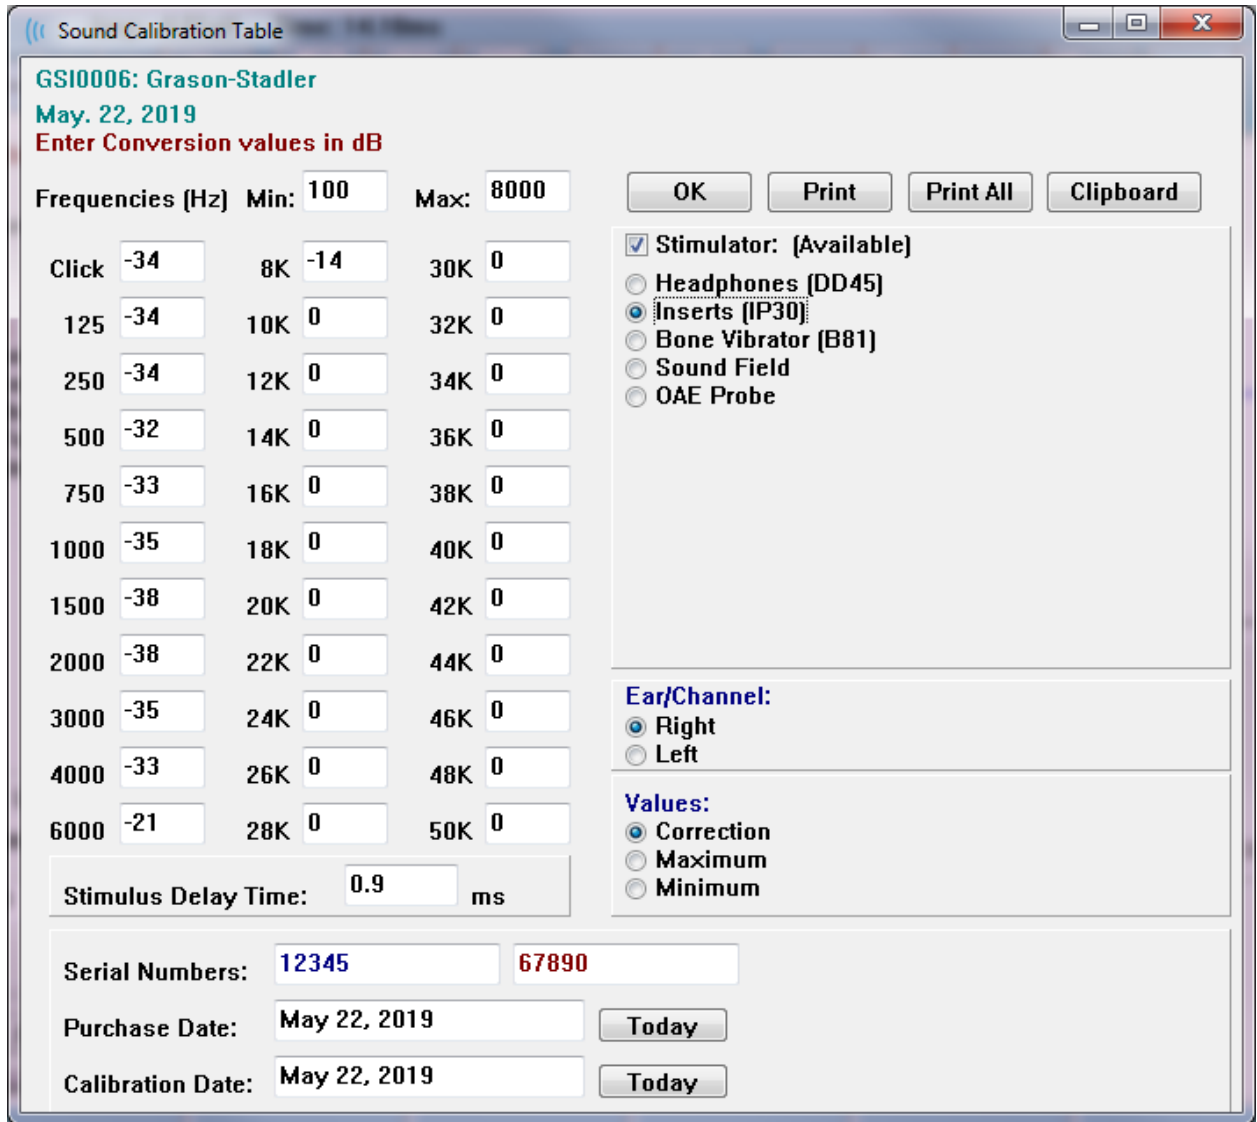 Sound Calibration Table
GSI0006: Grason-Stadler
May. 22, 2019
Enter Conversion values in dB
Frequencies (Hz) Min: 100 Max: 8000
OK Print Print All Clipboard
Click -34 8K -14 30K 0
125 -34 10K 0 32K 0
250 -34 12K 0 34K 0
500 -32 14K 0 36K 0
750 -33 16K 0 38K 0
1000 -35 18K 0 40K 0
1500 -38 20K 0 42K 0
2000 -38 22K 0 44K 0
3000 -35 24K 0 46K 0
4000 -33 26K 0 48K 0
6000 -21 28K 0 50K 0
Stimulus Delay Time: 0.9 ms
Stimulator: (Available)
Headphones (DD45)
Inserts (IP30)
Bone Vibrator (B81)
Sound Field
OAE Probe
Ear/Channel:
Right
Left
Values:
Correction
Maximum
Minimum
Serial Numbers: 12345 67890
Purchase Date: May 22, 2019 Today
Calibration Date: May 22, 2019 Today